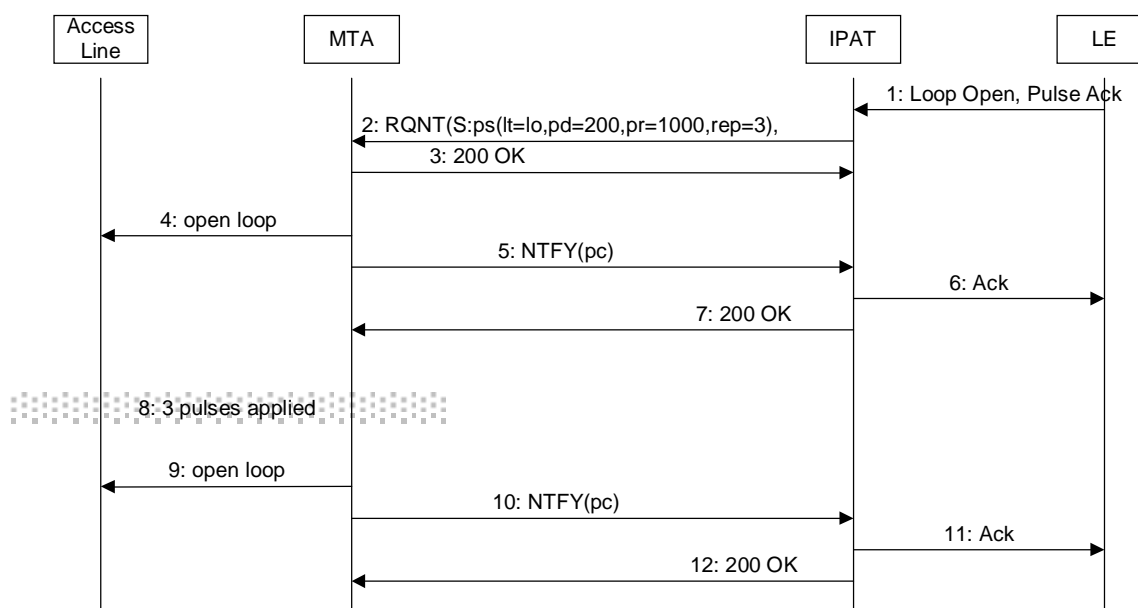 Access
Line
MTA
IPAT
LE
1: Loop Open, Pulse Ack
2: RQNT(S:ps(lt=lo,pd=200,pr=1000,rep=3),
3: 200 OK
4: open loop
5: NTFY(pc)
6: Ack
7: 200 OK
8: 3 pulses applied
9: open loop
10: NTFY(pc)
11: Ack
12: 200 OK